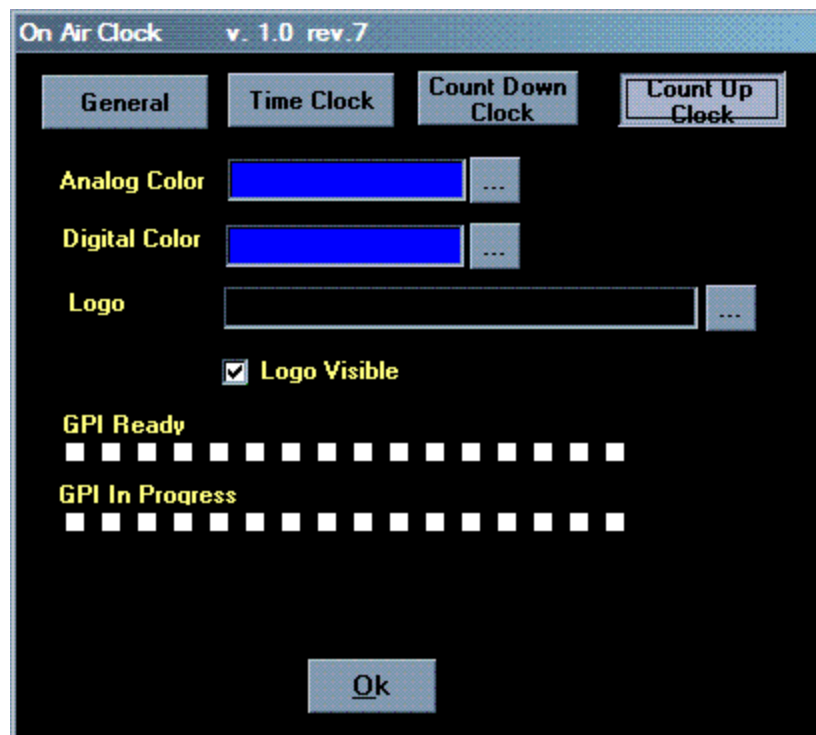 On Air Clock v. 1.0 rev.7
General
Time Clock
Count Down
Clock
Count Up
Clock
Analog Color
...
Digital Color
...
Logo
...
Logo Visible
GPI Ready
GPI In Progress
Ok